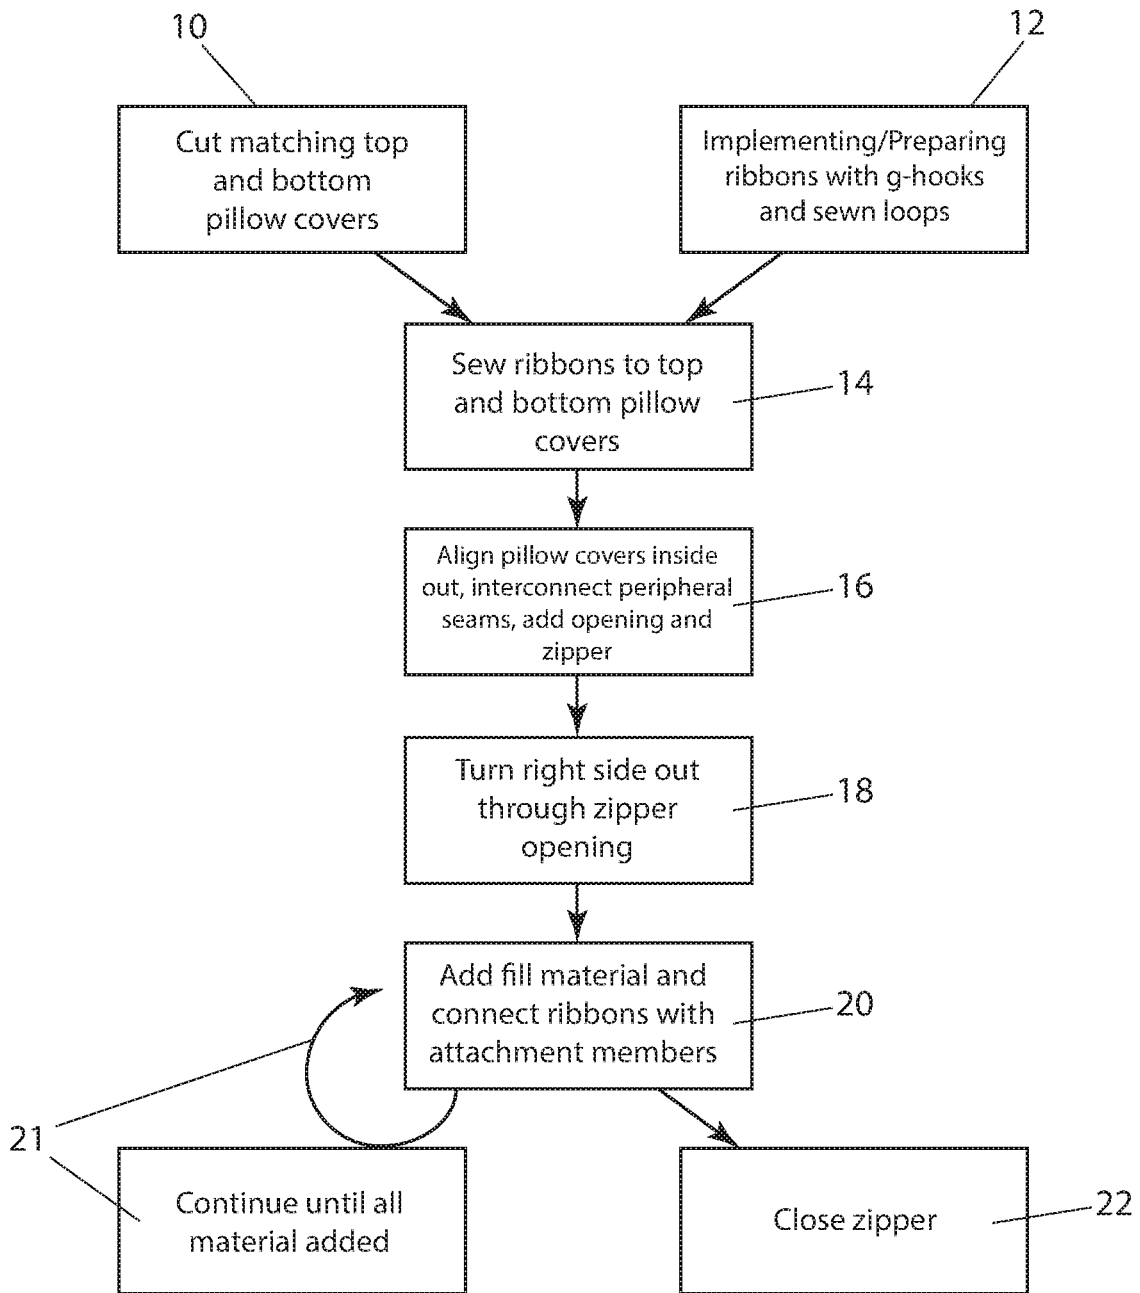 10
12
Cut matching top
and bottom
pillow covers
Implementing/Preparing
ribbons with g-hooks
and sewn loops
Sew ribbons to top
and bottom pillow
covers
14
Align pillow covers inside
out, interconnect peripheral
seams, add opening and
zipper
16
Turn right side out
through zipper
opening
18
Add fill material and
connect ribbons with
attachment members
20
21
Continue until all
material added
Close zipper
22